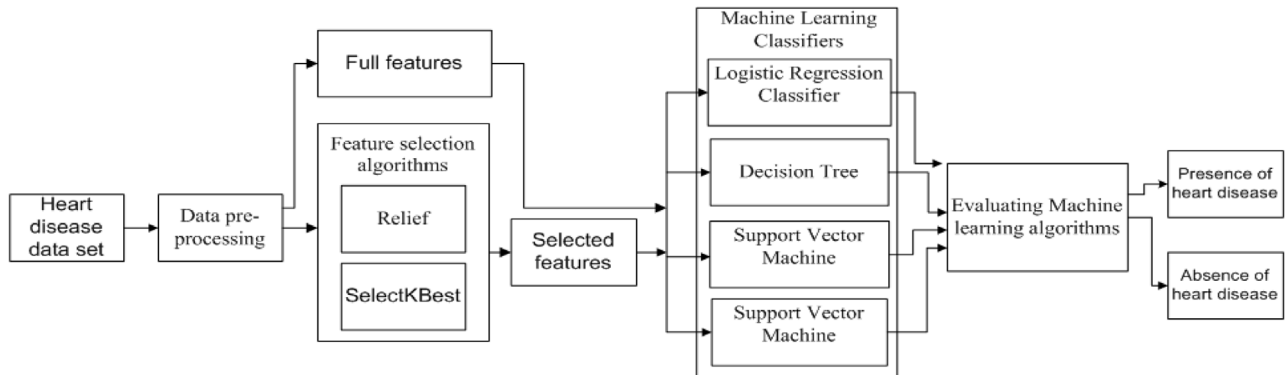 Heart
disease
data set
Data pre-
processing
Full features
Feature selection
algorithms
Relief
SelectKBest
Selected
features
Machine Learning
Classifiers
Logistic Regression
Classifier
Decision Tree
Support Vector
Machine
Support Vector
Machine
Evaluating Machine
learning algorithms
Presence of
heart disease
Absence of
heart disease